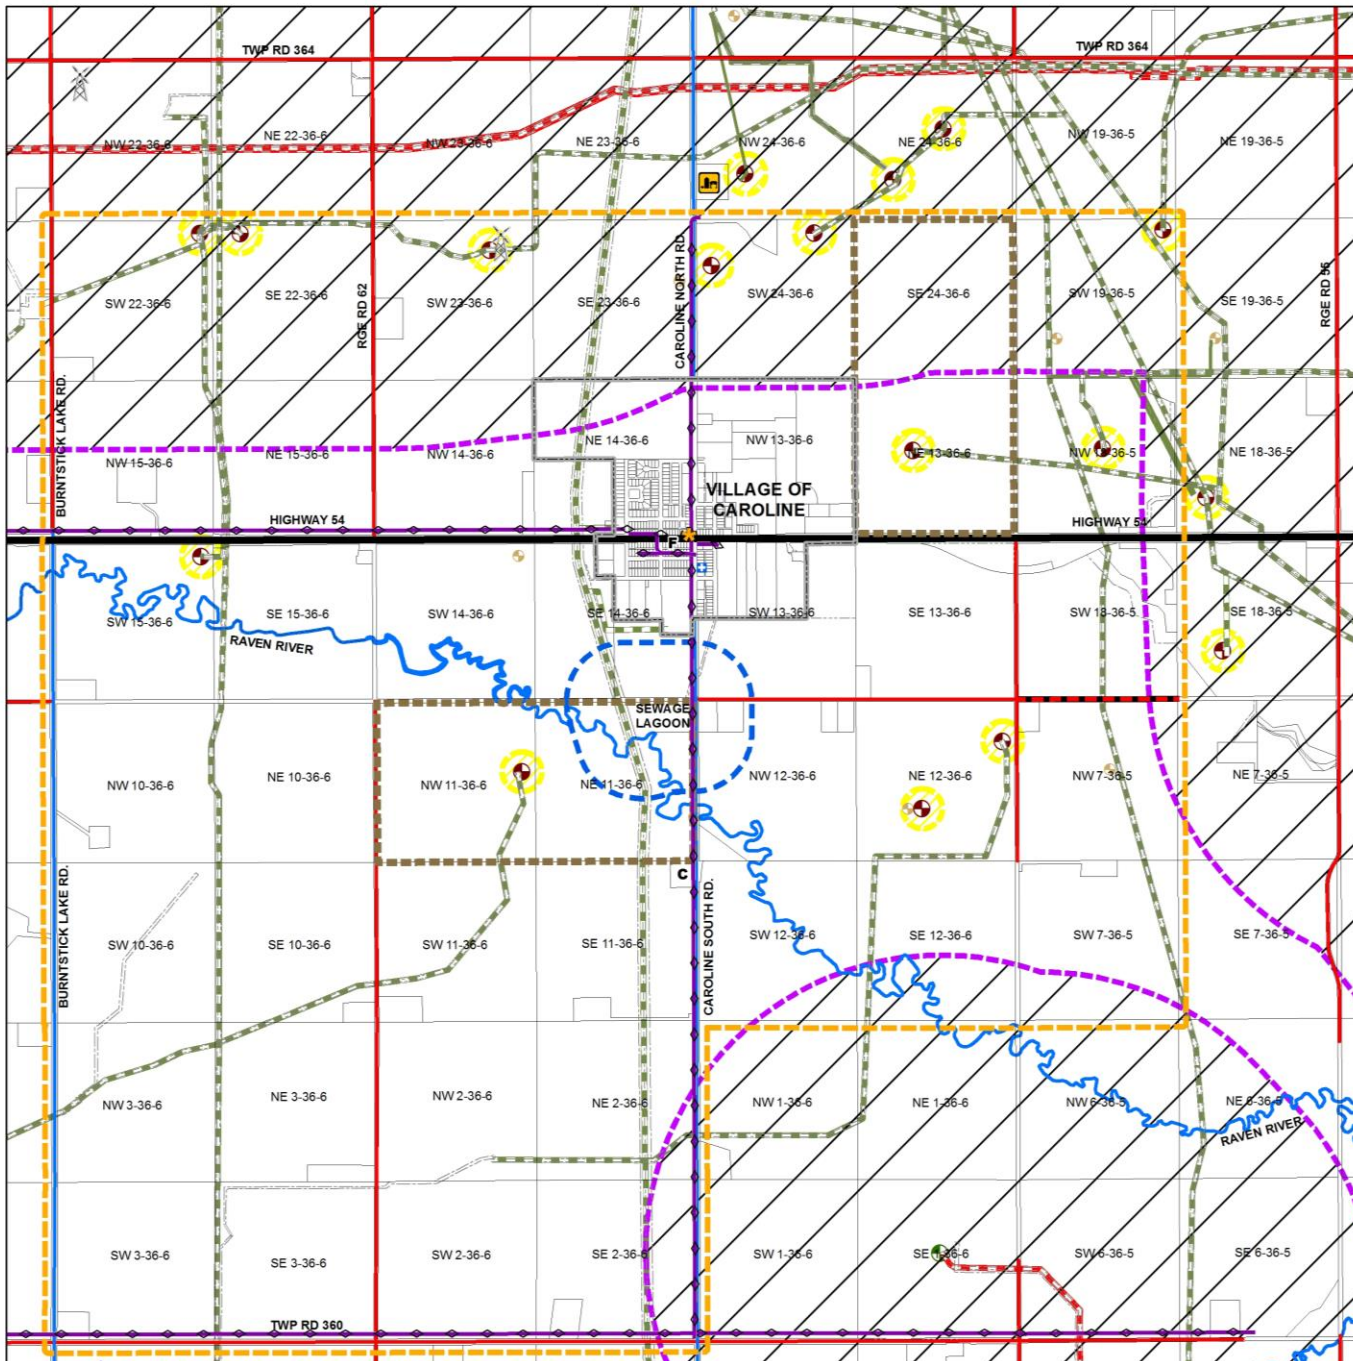 TWP RD 364
TWP RD 364
NW 22-36-6
NE 22-36-6
NW 23-36-6
NE 23-36-6
NW 24-36-6
NE 24-36-6
NW 19-36-5
NE 19-36-5
SW 22-36-6
SE 22-36-6
RGE RD 62
SW 23-36-6
SE 23-36-6
CAROLINE NORTH RD
SW 24-36-6
SE 24-36-6
SW 19-36-5
SE 19-36-5
RGE RD 55
BURNTSTICK LAKE RD.
NW 15-36-6
NE 15-36-6
NW 14-36-6
NE 14-36-6
NW 13-36-6
NE 13-36-6
NW 18-36-5
NE 18-36-5
VILLAGE OF
CAROLINE
HIGHWAY 54
HIGHWAY 54
F
SW 15-36-6
SE 15-36-6
SW 14-36-6
SE 14-36-6
SW 13-36-6
SE 13-36-6
SW 18-36-5
SE 18-36-5
RAVEN RIVER
SEWAGE
LAGOON
NW 10-36-6
NE 10-36-6
NW 11-36-6
NE 11-36-6
NW 12-36-6
NE 12-36-6
NW 7-36-5
NE 7-36-5
C
BURNTSTICK LAKE RD.
SW 10-36-6
SE 10-36-6
SW 11-36-6
SE 11-36-6
CAROLINE SOUTH RD.
SW 12-36-6
SE 12-36-6
SW 7-36-5
SE 7-36-5
NW 3-36-6
NE 3-36-6
NW 2-36-6
NE 2-36-6
NW 1-36-6
NE 1-36-6
NW 6-36-5
NE 6-36-5
RAVEN RIVER
SW 3-36-6
SE 3-36-6
SW 2-36-6
SE 2-36-6
SW 1-36-6
SE 1-36-6
SW 6-36-5
SE 6-36-5
TWP RD 360